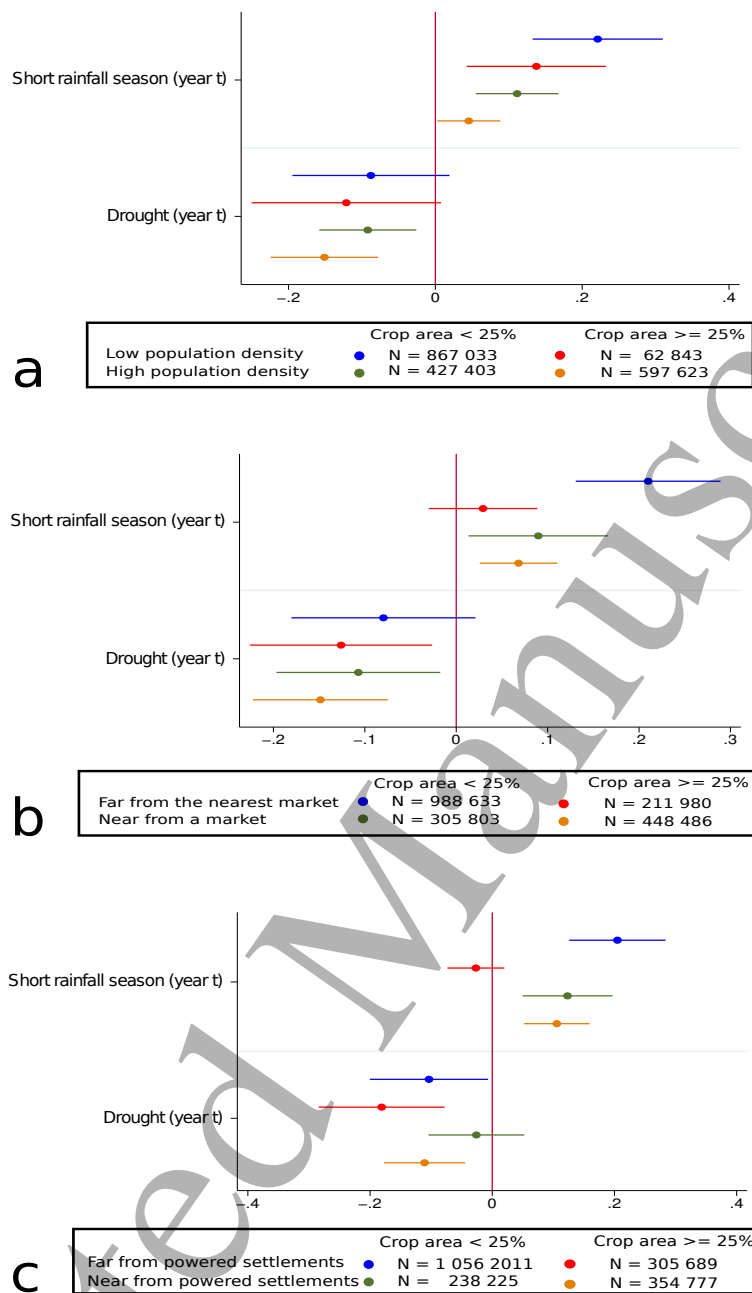 Short rainfall season (year t)
Drought (year t)
-.2 0 .2 .4
Crop area < 25% Crop area >= 25%
Low population density N = 867 033 N = 62 843
High population density N = 427 403 N = 597 623
a
Short rainfall season (year t)
Drought (year t)
-.2 -.1 0 .1 .2 .3
Crop area < 25% Crop area >= 25%
Far from the nearest market N = 988 633 N = 211 980
Near from a market N = 305 803 N = 448 486
b
Short rainfall season (year t)
Drought (year t)
-.4 -.2 0 .2 .4
Crop area < 25% Crop area >= 25%
Far from powered settlements N = 1 056 2011 N = 305 689
Near from powered settlements N = 238 225 N = 354 777
c
ted Manusc